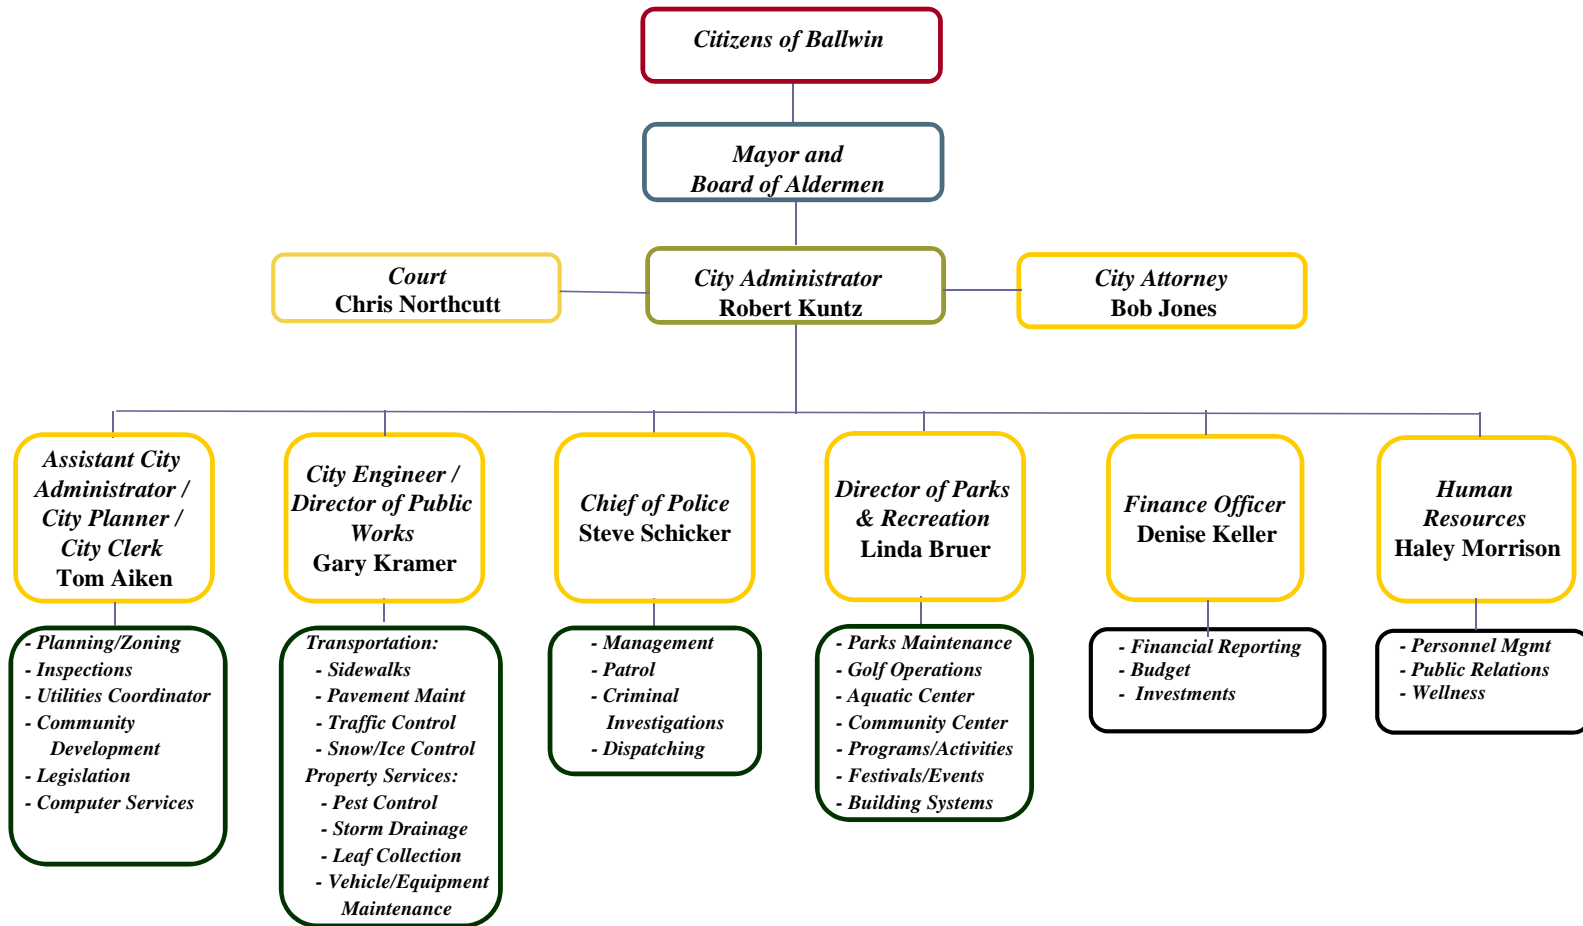 Citizens of Ballwin
Mayor and
Board of Aldermen
Court
Chris Northcutt
City Administrator
Robert Kuntz
City Attorney
Bob Jones
Assistant City
Administrator /
City Planner /
City Clerk
Tom Aiken
City Engineer /
Director of Public
Works
Gary Kramer
Chief of Police
Steve Schicker
Director of Parks
& Recreation
Linda Bruer
Finance Officer
Denise Keller
Human
Resources
Haley Morrison
- Planning/Zoning
- Inspections
- Utilities Coordinator
- Community
Development
- Legislation
- Computer Services
Transportation:
- Sidewalks
- Pavement Maint
- Traffic Control
- Snow/Ice Control
Property Services:
- Pest Control
- Storm Drainage
- Leaf Collection
- Vehicle/Equipment
Maintenance
- Management
- Patrol
- Criminal
Investigations
- Dispatching
- Parks Maintenance
- Golf Operations
- Aquatic Center
- Community Center
- Programs/Activities
- Festivals/Events
- Building Systems
- Financial Reporting
- Budget
- Investments
- Personnel Mgmt
- Public Relations
- Wellness